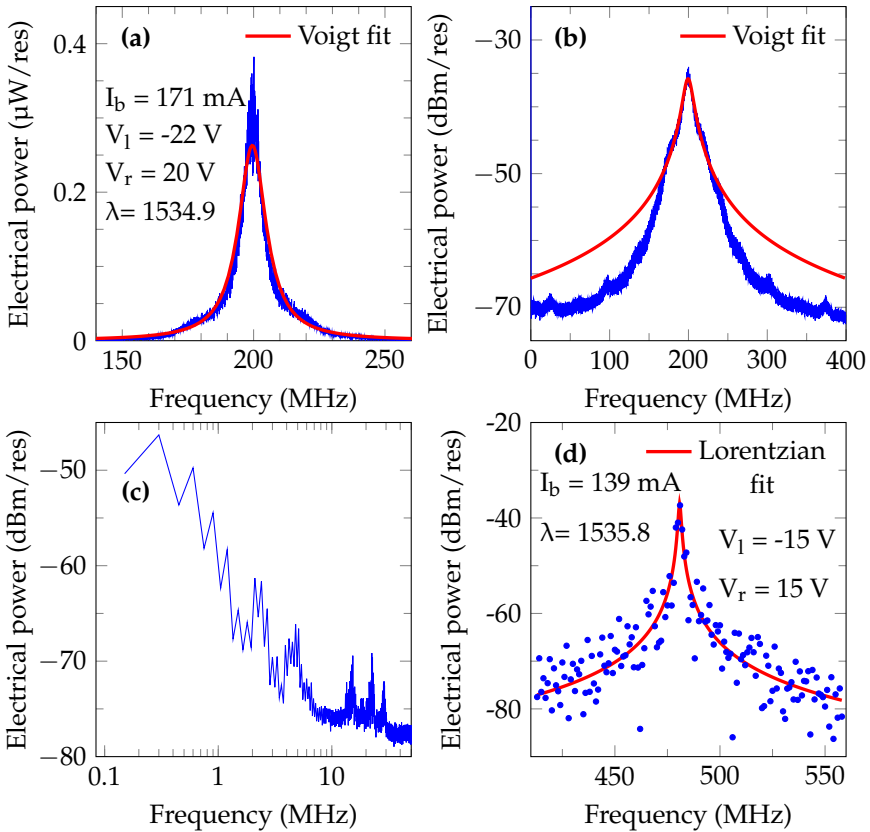 (a)
Voigt fit
I_b = 171 mA
V_l = -22 V
V_r = 20 V
λ= 1534.9
0.4
0.2
0
150
200
250
Electrical power (µW/res)
Frequency (MHz)
(b)
Voigt fit
−30
−50
−70
0
100
200
300
400
Electrical power (dBm/res)
Frequency (MHz)
(c)
−50
−60
−70
−80
0.1
1
10
Electrical power (dBm/res)
Frequency (MHz)
(d)
Lorentzian
fit
I_b = 139 mA
λ= 1535.8
V_l = -15 V
V_r = 15 V
-20
-40
-60
-80
450
500
550
Electrical power (dBm/res)
Frequency (MHz)